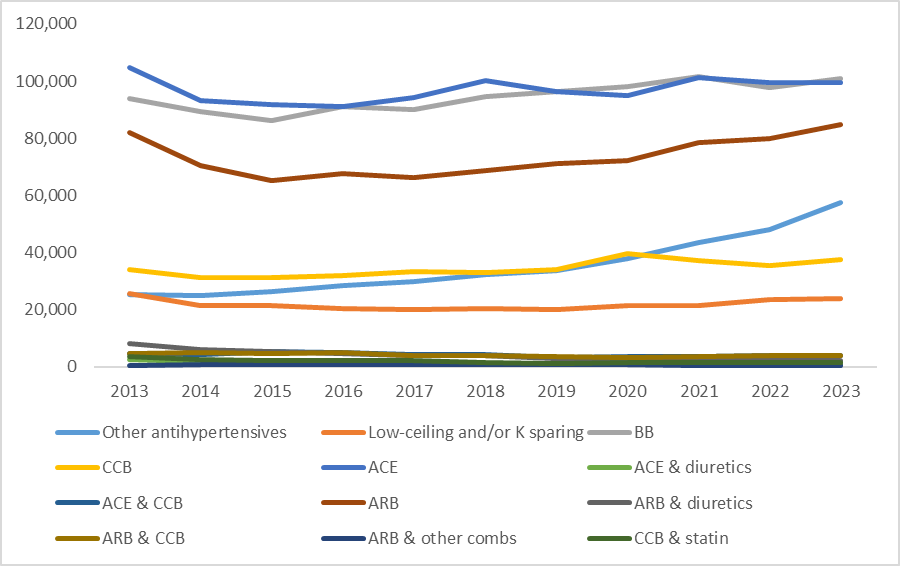 120,000
100,000
80,000
60,000
40,000
20,000
0
2013 2014 2015 2016 2017 2018 2019 2020 2021 2022 2023
Other antihypertensives Low-ceiling and/or K sparing BB
CCB ACE ACE & diuretics
ACE & CCB ARB ARB & diuretics
ARB & CCB ARB & other combs CCB & statin